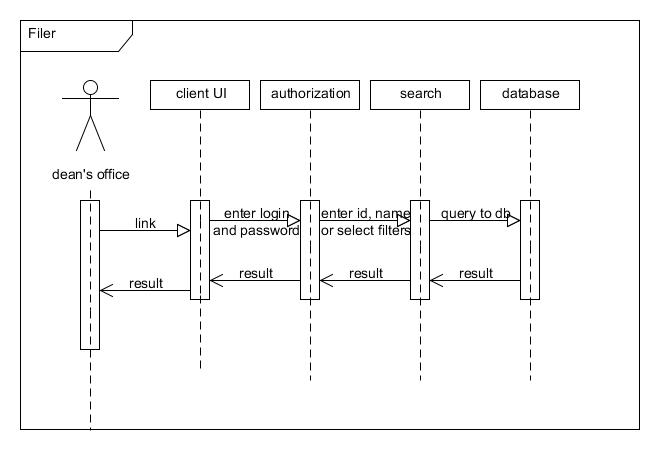 Filer
client UI
authorization
search
database
dean's office
link
enter login
and password
enter id, name
or select filters
query to db
result
result
result
result